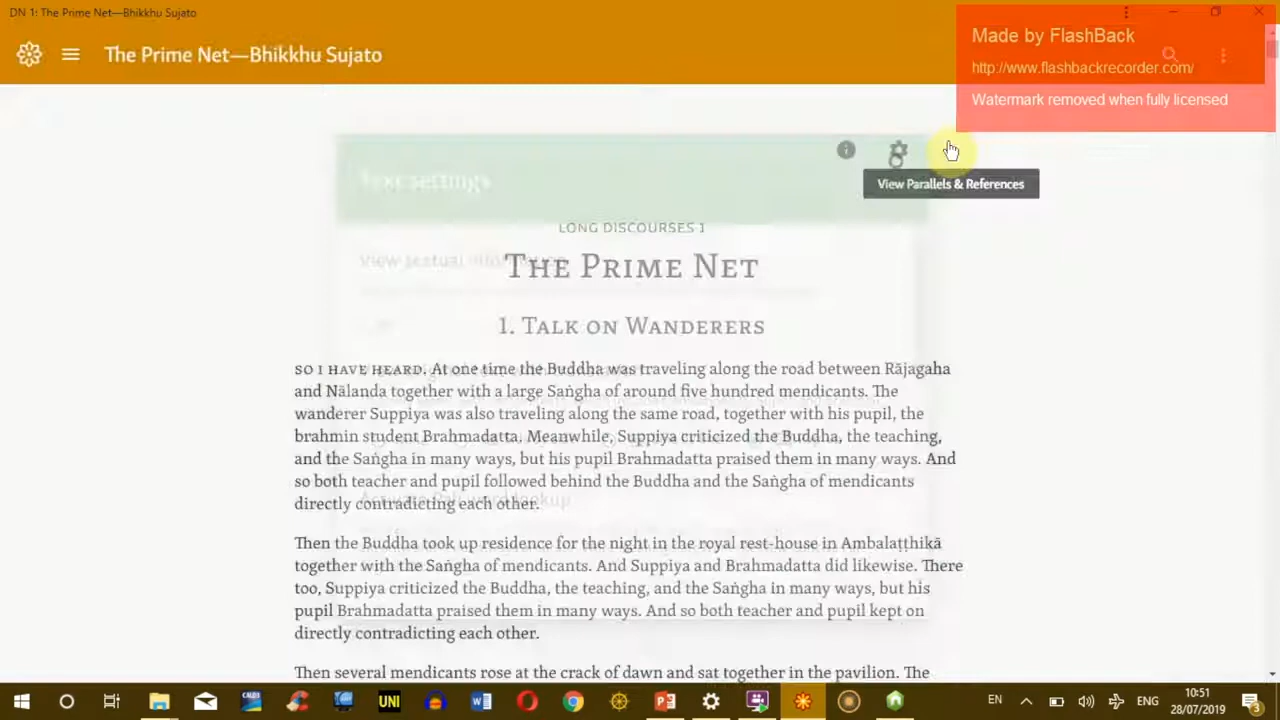 DN 1: The Prime Net—Bhikkhu Sujato
The Prime Net—Bhikkhu Sujato
Made by FlashBack
http://www.flashbackrecorder.com/
Watermark removed when fully licensed
View Parallels & References
Text settings
LONG DISCOURSES 1
View textual
THE PRIME NET
1. TALK ON WANDERERS
SO I HAVE HEARD. At one time the Buddha was traveling along the road between Rājagaha
and Nālanda together with a large Saṅgha of around five hundred mendicants. The
wanderer Suppiya was also traveling along the same road, together with his pupil, the
brahmin student Brahmadatta. Meanwhile, Suppiya criticized the Buddha, the teaching,
and the Saṅgha in many ways, but his pupil Brahmadatta praised them in many ways. And
so both teacher and pupil followed behind the Buddha and the Saṅgha of mendicants
directly contradicting each other.
Then the Buddha took up residence for the night in the royal rest-house in Ambalaṭṭhikā
together with the Saṅgha of mendicants. And Suppiya and Brahmadatta did likewise. There
too, Suppiya criticized the Buddha, the teaching, and the Saṅgha in many ways, but his
pupil Brahmadatta praised them in many ways. And so both teacher and pupil kept on
directly contradicting each other.
Then several mendicants rose at the crack of dawn and sat together in the pavilion. The
CALDI
UNI
EN
ENG
10:51
28/07/2019
3